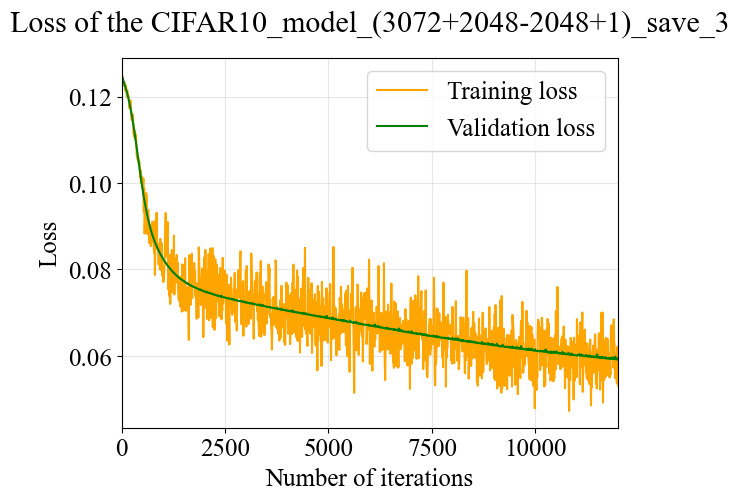 Loss of the CIFAR10_model_(3072+2048-2048+1)_save_3
Training loss
Validation loss
0.12
0.10
0.08
0.06
Loss
0
2500
5000
7500
10000
Number of iterations